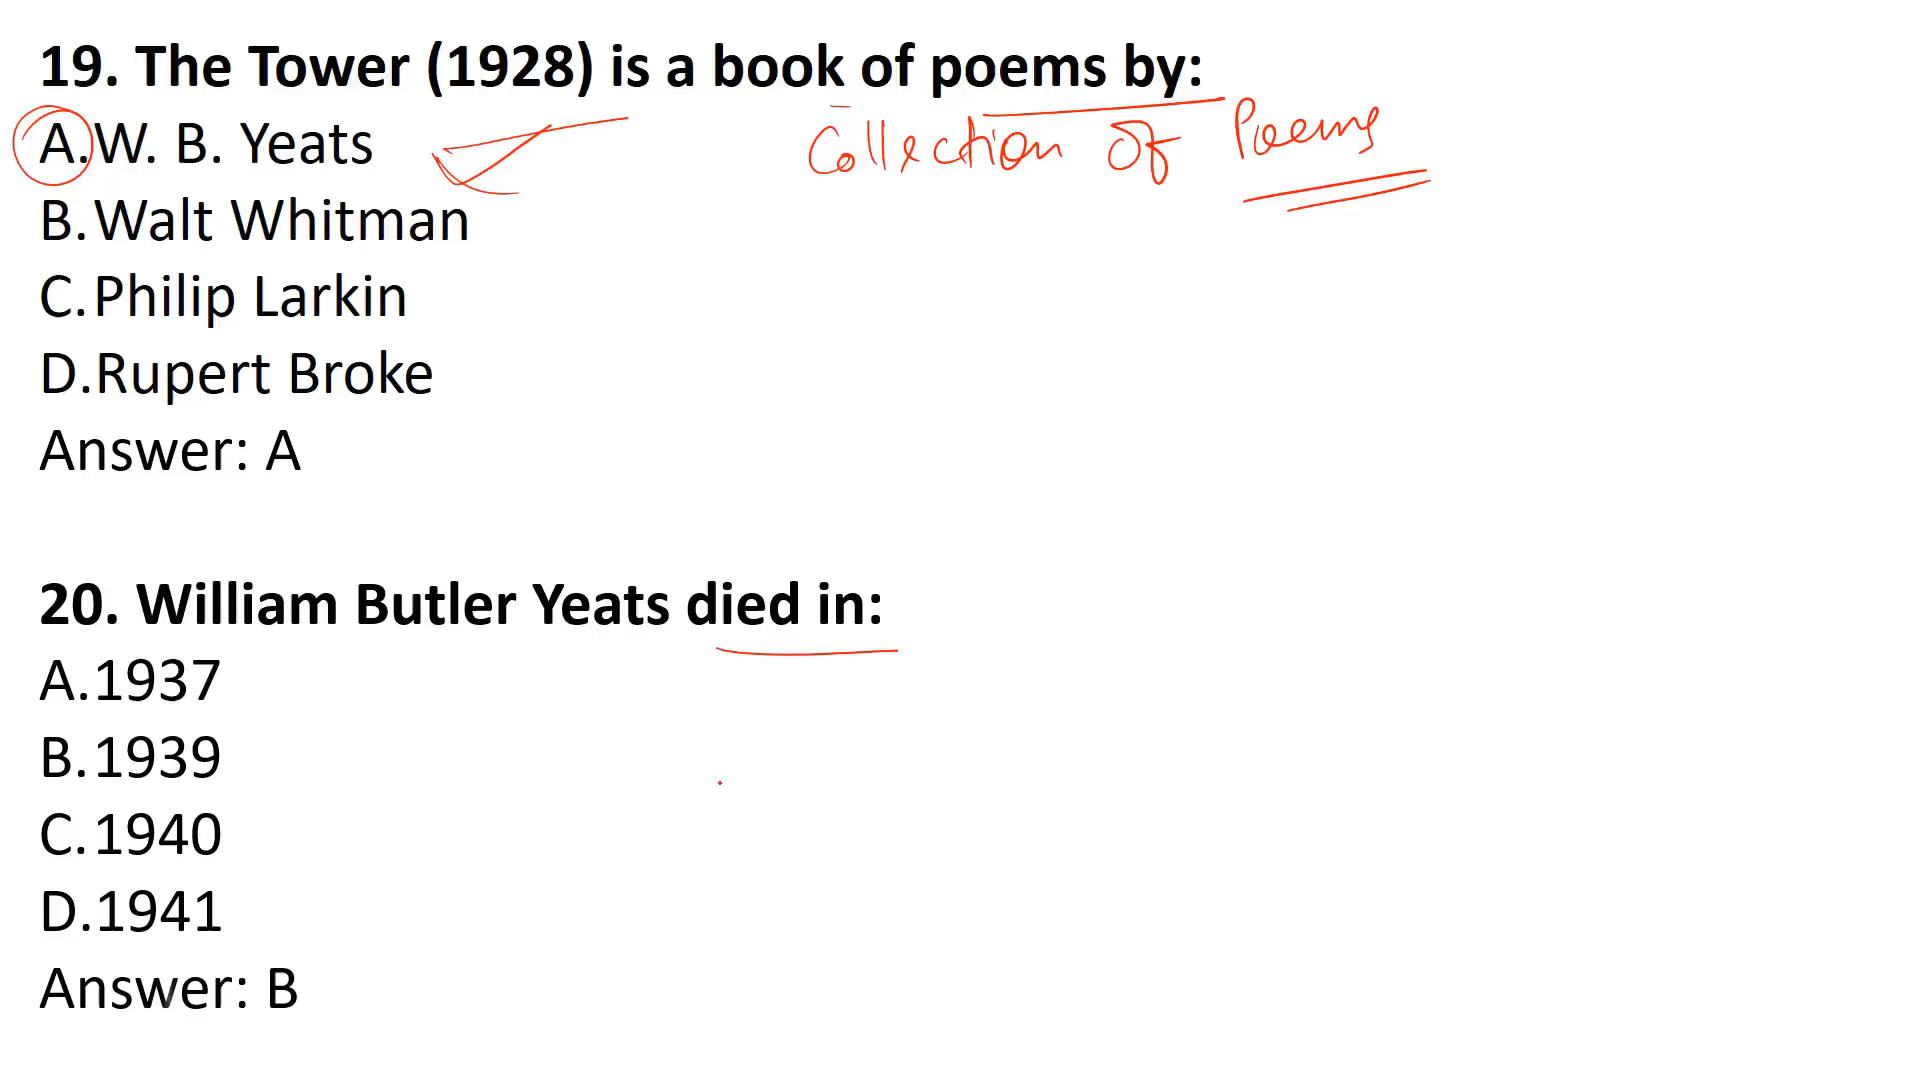 19. The Tower (1928) is a book of poems by:
A.W. B. Yeats
Collection of Poems
B.Walt Whitman
C.Philip Larkin
D.Rupert Broke
Answer: A
20. William Butler Yeats died in:
A.1937
B.1939
C.1940
D.1941
Answer: B